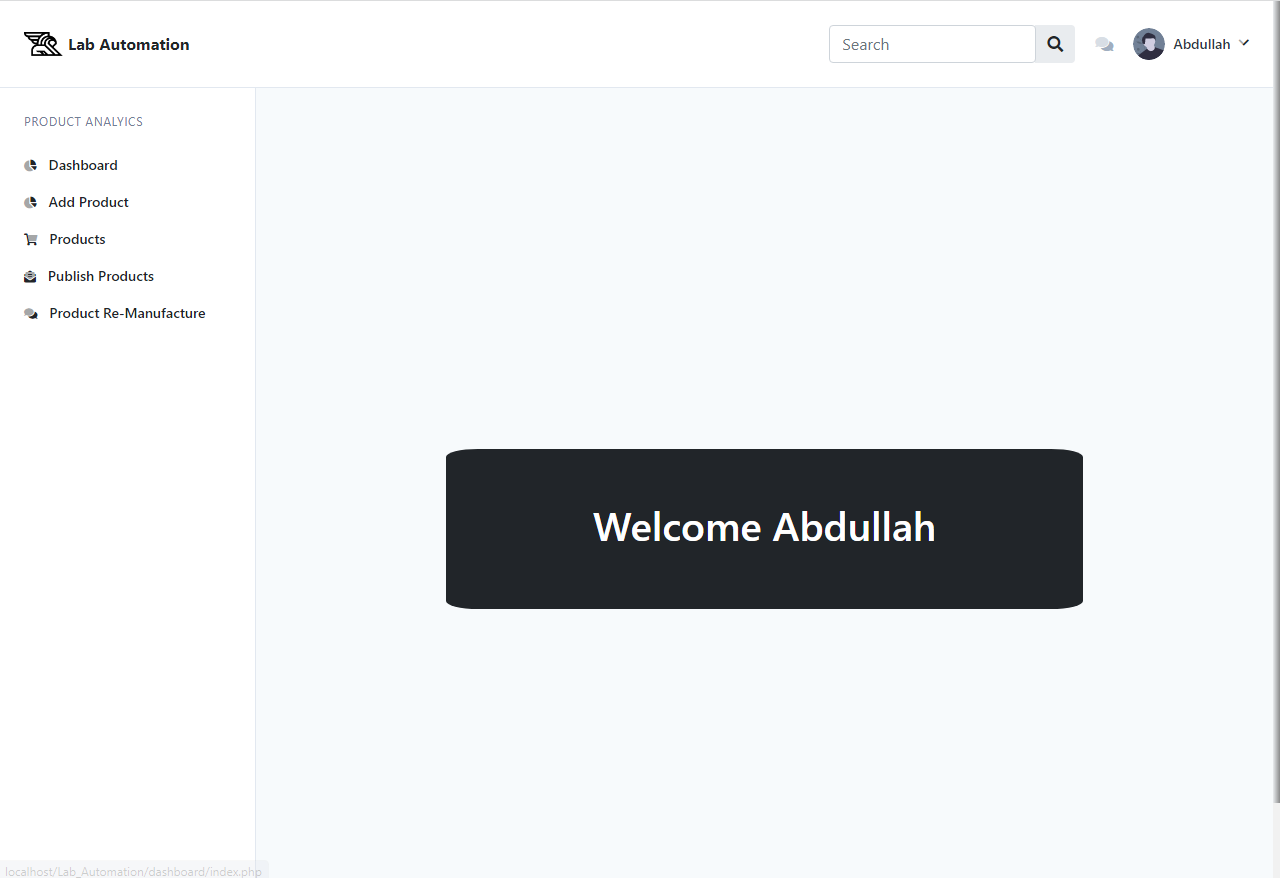 Lab Automation
Search
Abdullah
PRODUCT ANALYICS
Dashboard
Add Product
Products
Publish Products
Product Re-Manufacture
Welcome Abdullah
localhost/Lab_Automation/dashboard/index.php